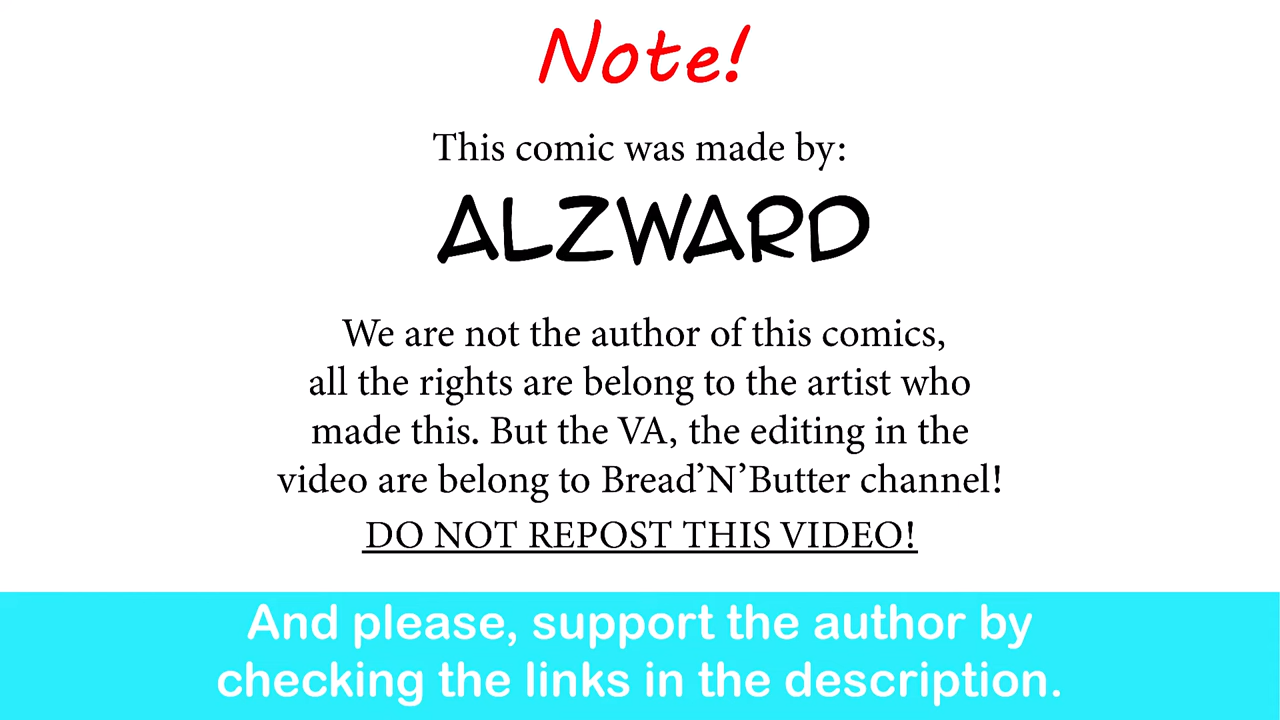 Note!
This comic was made by:
ALZWARD
We are not the author of this comics,
all the rights are belong to the artist who
made this. But the VA, the editing in the
video are belong to Bread’N’Butter channel!
DO NOT REPOST THIS VIDEO!
And please, support the author by
checking the links in the description.